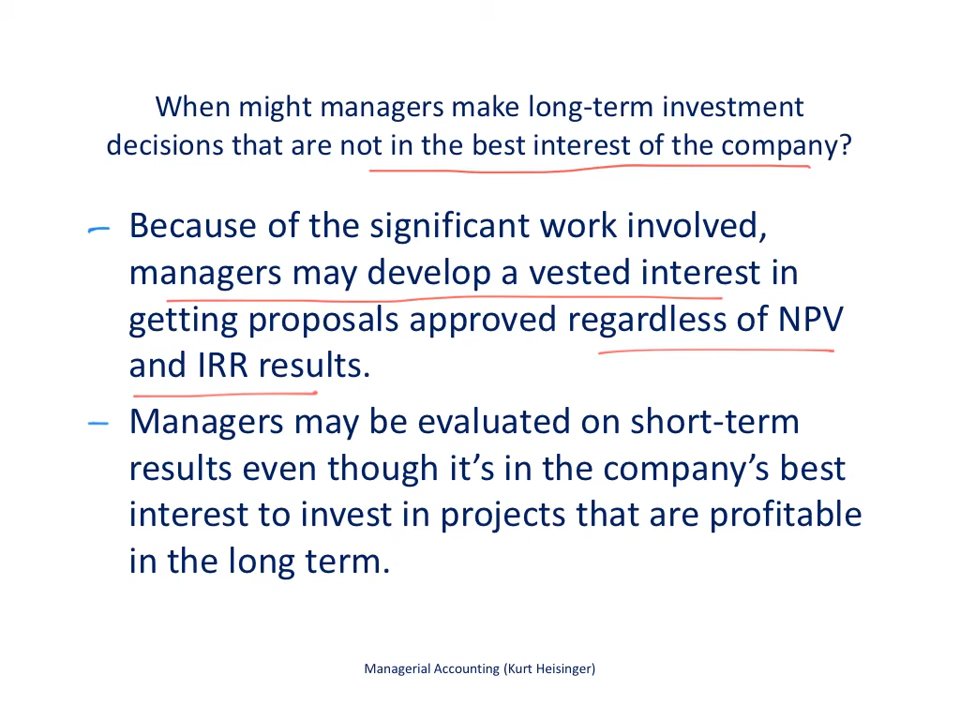 When might managers make long-term investment
decisions that are not in the best interest of the company?
Because of the significant work involved,
managers may develop a vested interest in
getting proposals approved regardless of NPV
and IRR results.
Managers may be evaluated on short-term
results even though it’s in the company’s best
interest to invest in projects that are profitable
in the long term.
Managerial Accounting (Kurt Heisinger)